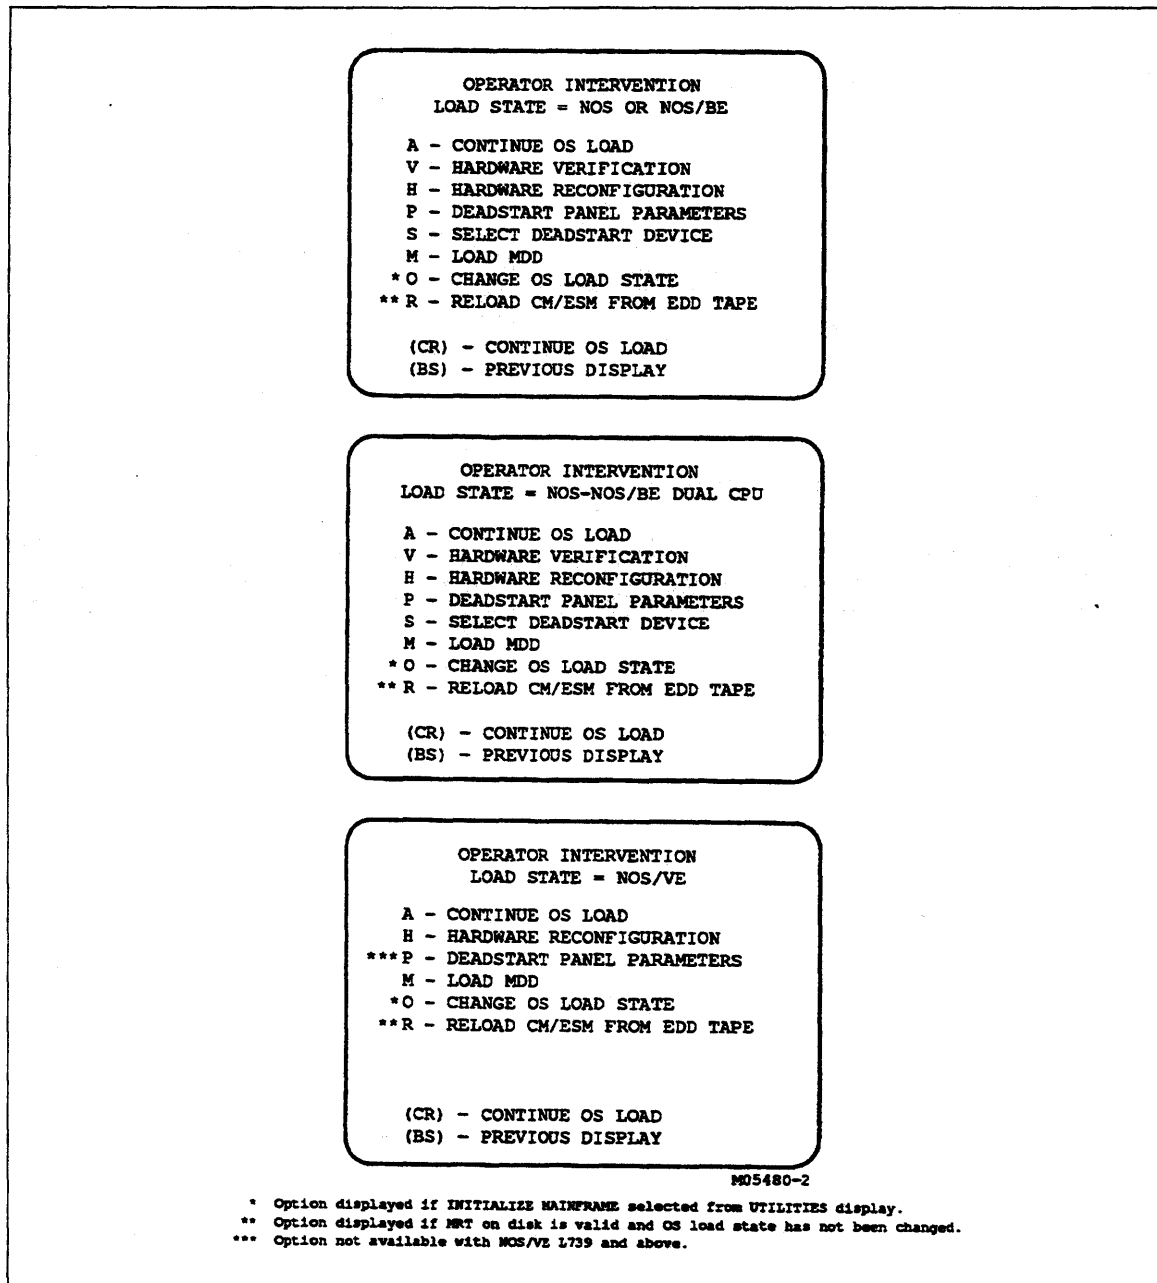 OPERATOR INTERVENTION
LOAD STATE = NOS OR NOS/BE
A - CONTINUE OS LOAD
V - HARDWARE VERIFICATION
H - HARDWARE RECONFIGURATION
P - DEADSTART PANEL PARAMETERS
S - SELECT DEADSTART DEVICE
M - LOAD MDD
* O - CHANGE OS LOAD STATE
** R - RELOAD CM/ESM FROM EDD TAPE
(CR) - CONTINUE OS LOAD
(BS) - PREVIOUS DISPLAY
OPERATOR INTERVENTION
LOAD STATE = NOS-NOS/BE DUAL CPU
A - CONTINUE OS LOAD
V - HARDWARE VERIFICATION
H - HARDWARE RECONFIGURATION
P - DEADSTART PANEL PARAMETERS
S - SELECT DEADSTART DEVICE
M - LOAD MDD
* O - CHANGE OS LOAD STATE
** R - RELOAD CM/ESM FROM EDD TAPE
(CR) - CONTINUE OS LOAD
(BS) - PREVIOUS DISPLAY
OPERATOR INTERVENTION
LOAD STATE = NOS/VE
A - CONTINUE OS LOAD
H - HARDWARE RECONFIGURATION
*** P - DEADSTART PANEL PARAMETERS
M - LOAD MDD
* O - CHANGE OS LOAD STATE
** R - RELOAD CM/ESM FROM EDD TAPE
(CR) - CONTINUE OS LOAD
(BS) - PREVIOUS DISPLAY
M05480-2
* Option displayed if INITIALIZE MAINFRAME selected from UTILITIES display.
** Option displayed if MRT on disk is valid and OS load state has not been changed.
*** Option not available with NOS/VE L739 and above.